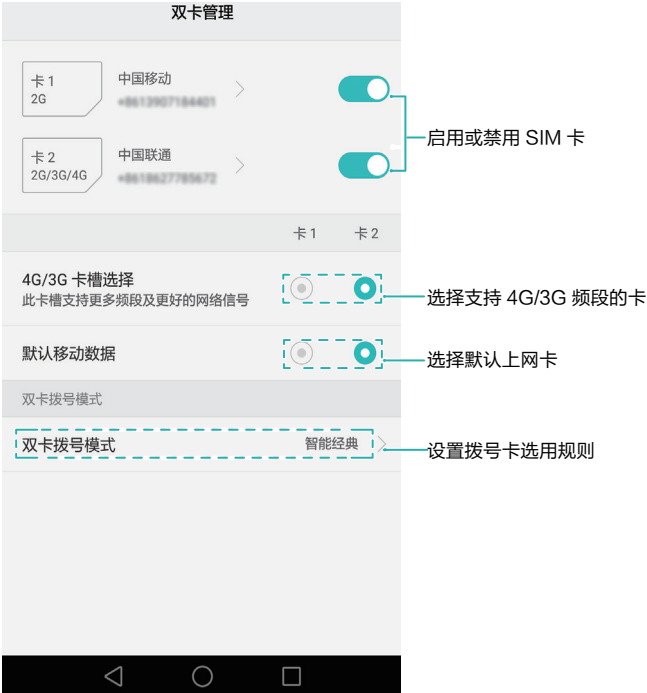 双卡管理
卡 1
2G
中国移动
卡 2
2G/3G/4G
中国联通
启用或禁用 SIM 卡
卡 1
卡 2
4G/3G 卡槽选择
此卡槽支持更多频段及更好的网络信号
选择支持 4G/3G 频段的卡
默认移动数据
选择默认上网卡
双卡拨号模式
双卡拨号模式
智能经典
设置拨号卡选用规则